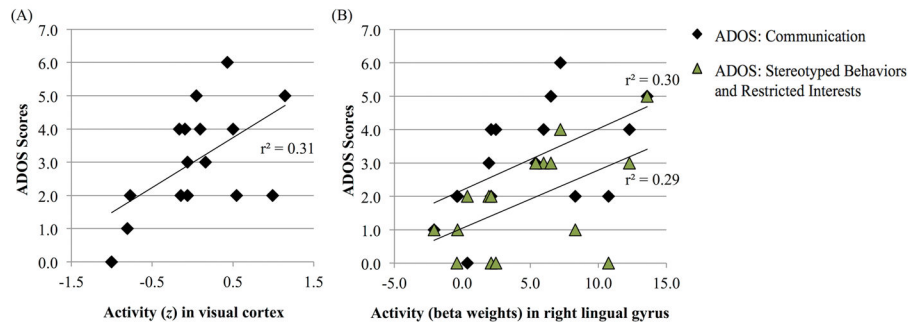 (A)
(B)
7.0
6.0
5.0
4.0
3.0
2.0
1.0
0.0
ADOS Scores
r² = 0.31
-1.5
-0.5
0.5
1.5
Activity (z) in visual cortex
7.0
6.0
5.0
4.0
3.0
2.0
1.0
0.0
ADOS Scores
r² = 0.30
r² = 0.29
-5.0
0.0
5.0
10.0
15.0
Activity (beta weights) in right lingual gyrus
ADOS: Communication
ADOS: Stereotyped Behaviors
and Restricted Interests